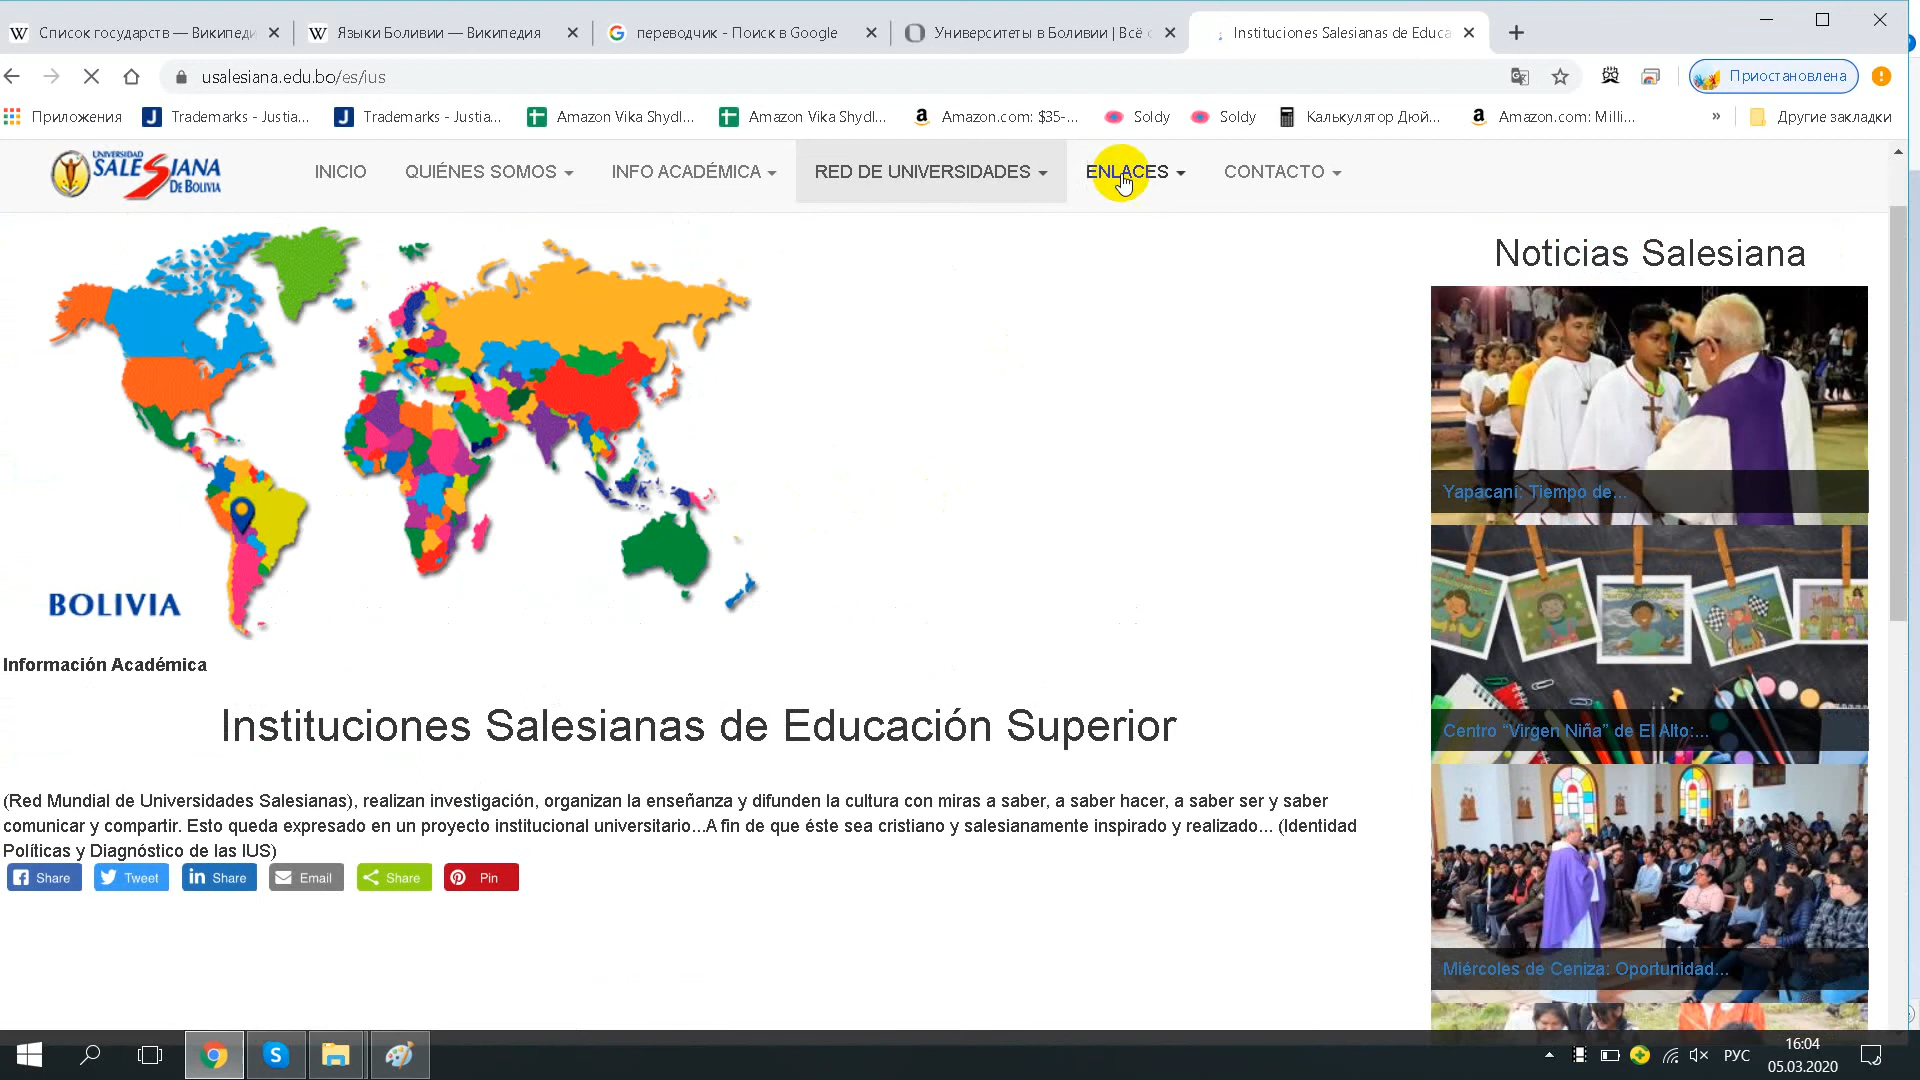 Список государств — Википеди
Языки Боливии — Википедия
переводчик - Поиск в Google
Университеты в Боливии | Всё
Instituciones Salesianas de Educa
usalesiana.edu.bo/es/ius
Приостановлена
Приложения
Trademarks - Justia...
Trademarks - Justia...
Amazon Vika Shydl...
Amazon Vika Shydl...
Amazon.com: $35-...
Soldy
Soldy
Калькулятор Дюй...
Amazon.com: Milli...
»
Другие закладки
UNIVERSIDAD
SALESIANA
DE BOLIVIA
INICIO
QUIÉNES SOMOS
INFO ACADÉMICA
RED DE UNIVERSIDADES
ENLACES
CONTACTO
BOLIVIA
Información Académica
Instituciones Salesianas de Educación Superior
(Red Mundial de Universidades Salesianas), realizan investigación, organizan la enseñanza y difunden la cultura con miras a saber, a saber hacer, a saber ser y saber
comunicar y compartir. Esto queda expresado en un proyecto institucional universitario...A fin de que éste sea cristiano y salesianamente inspirado y realizado... (Identidad
Políticas y Diagnóstico de las IUS)
Share
Tweet
Share
Email
Share
Pin
Noticias Salesiana
Yapacaní: Tiempo de...
Centro “Virgen Niña” de El Alto:...
Miércoles de Ceniza: Oportunidad...
РУС
16:04
05.03.2020